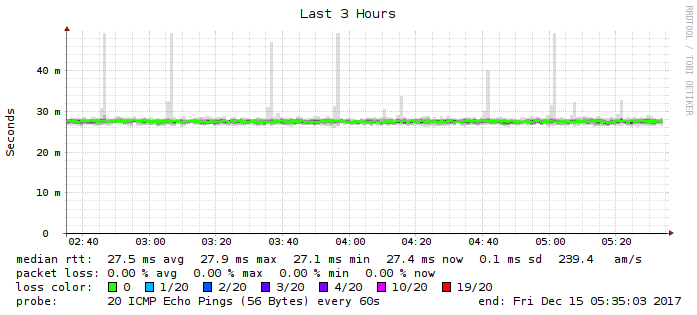 Last 3 Hours
RRDTOOL / TOBI OETIKER
Seconds
40 m
30 m
20 m
10 m
0
02:40 03:00 03:20 03:40 04:00 04:20 04:40 05:00 05:20
median rtt: 27.5 ms avg 27.9 ms max 27.1 ms min 27.4 ms now 0.1 ms sd 239.4 am/s
packet loss: 0.00 % avg 0.00 % max 0.00 % min 0.00 % now
loss color: 0 1/20 2/20 3/20 4/20 10/20 19/20
probe: 20 ICMP Echo Pings (56 Bytes) every 60s end: Fri Dec 15 05:35:03 2017